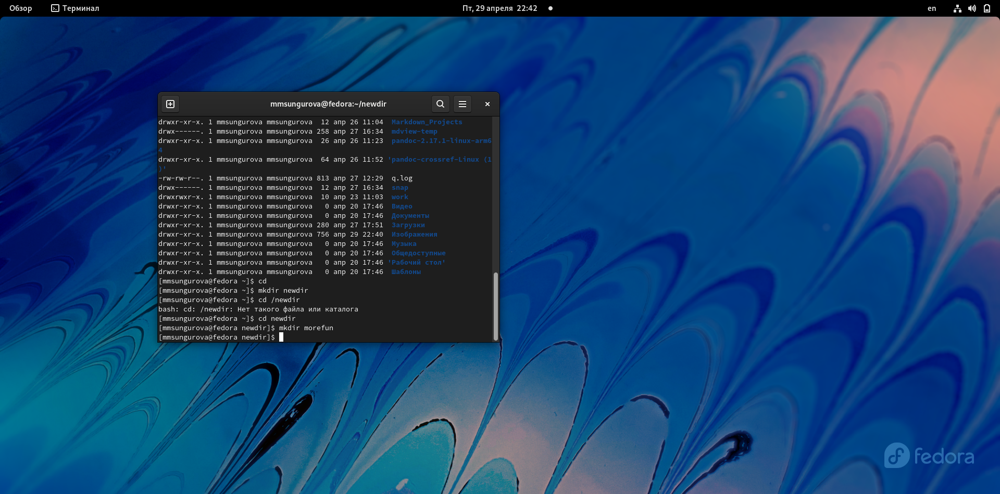 Обзор Терминал Пт, 29 апреля 22:42 en
mmsungurova@fedora:~/newdir
drwxr-xr-x. 1 mmsungurova mmsungurova  12 апр 26 11:04  Markdown_Projects
drwx------. 1 mmsungurova mmsungurova 258 апр 27 16:34  mdview-temp
drwxr-xr-x. 1 mmsungurova mmsungurova  26 апр 26 11:23  pandoc-2.17.1-linux-arm6
4
drwxr-xr-x. 1 mmsungurova mmsungurova  64 апр 26 11:52 'pandoc-crossref-Linux (1
)'
-rw-rw-r--. 1 mmsungurova mmsungurova 813 апр 27 12:29  q.log
drwx------. 1 mmsungurova mmsungurova  12 апр 27 16:34  snap
drwxrwxr-x. 1 mmsungurova mmsungurova  10 апр 23 11:03  work
drwxr-xr-x. 1 mmsungurova mmsungurova   0 апр 20 17:46  Видео
drwxr-xr-x. 1 mmsungurova mmsungurova   0 апр 20 17:46  Документы
drwxr-xr-x. 1 mmsungurova mmsungurova 280 апр 27 17:51  Загрузки
drwxr-xr-x. 1 mmsungurova mmsungurova 756 апр 29 22:40  Изображения
drwxr-xr-x. 1 mmsungurova mmsungurova   0 апр 20 17:46  Музыка
drwxr-xr-x. 1 mmsungurova mmsungurova   0 апр 20 17:46  Общедоступные
drwxr-xr-x. 1 mmsungurova mmsungurova   0 апр 20 17:46 'Рабочий стол'
drwxr-xr-x. 1 mmsungurova mmsungurova   0 апр 20 17:46  Шаблоны
[mmsungurova@fedora ~]$ cd
[mmsungurova@fedora ~]$ mkdir newdir
[mmsungurova@fedora ~]$ cd /newdir
bash: cd: /newdir: Нет такого файла или каталога
[mmsungurova@fedora ~]$ cd newdir
[mmsungurova@fedora newdir]$ mkdir morefun
[mmsungurova@fedora newdir]$
fedora